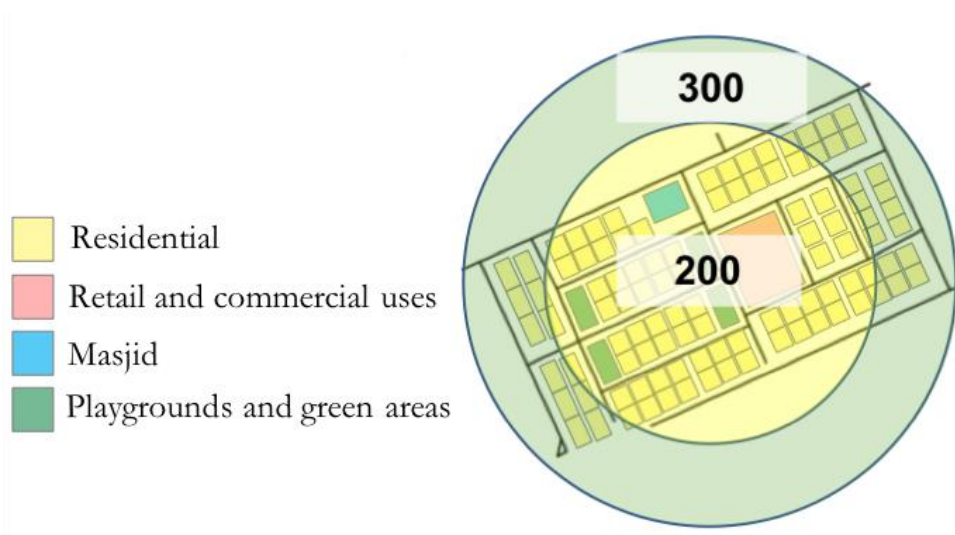 300
200
Residential
Retail and commercial uses
Masjid
Playgrounds and green areas